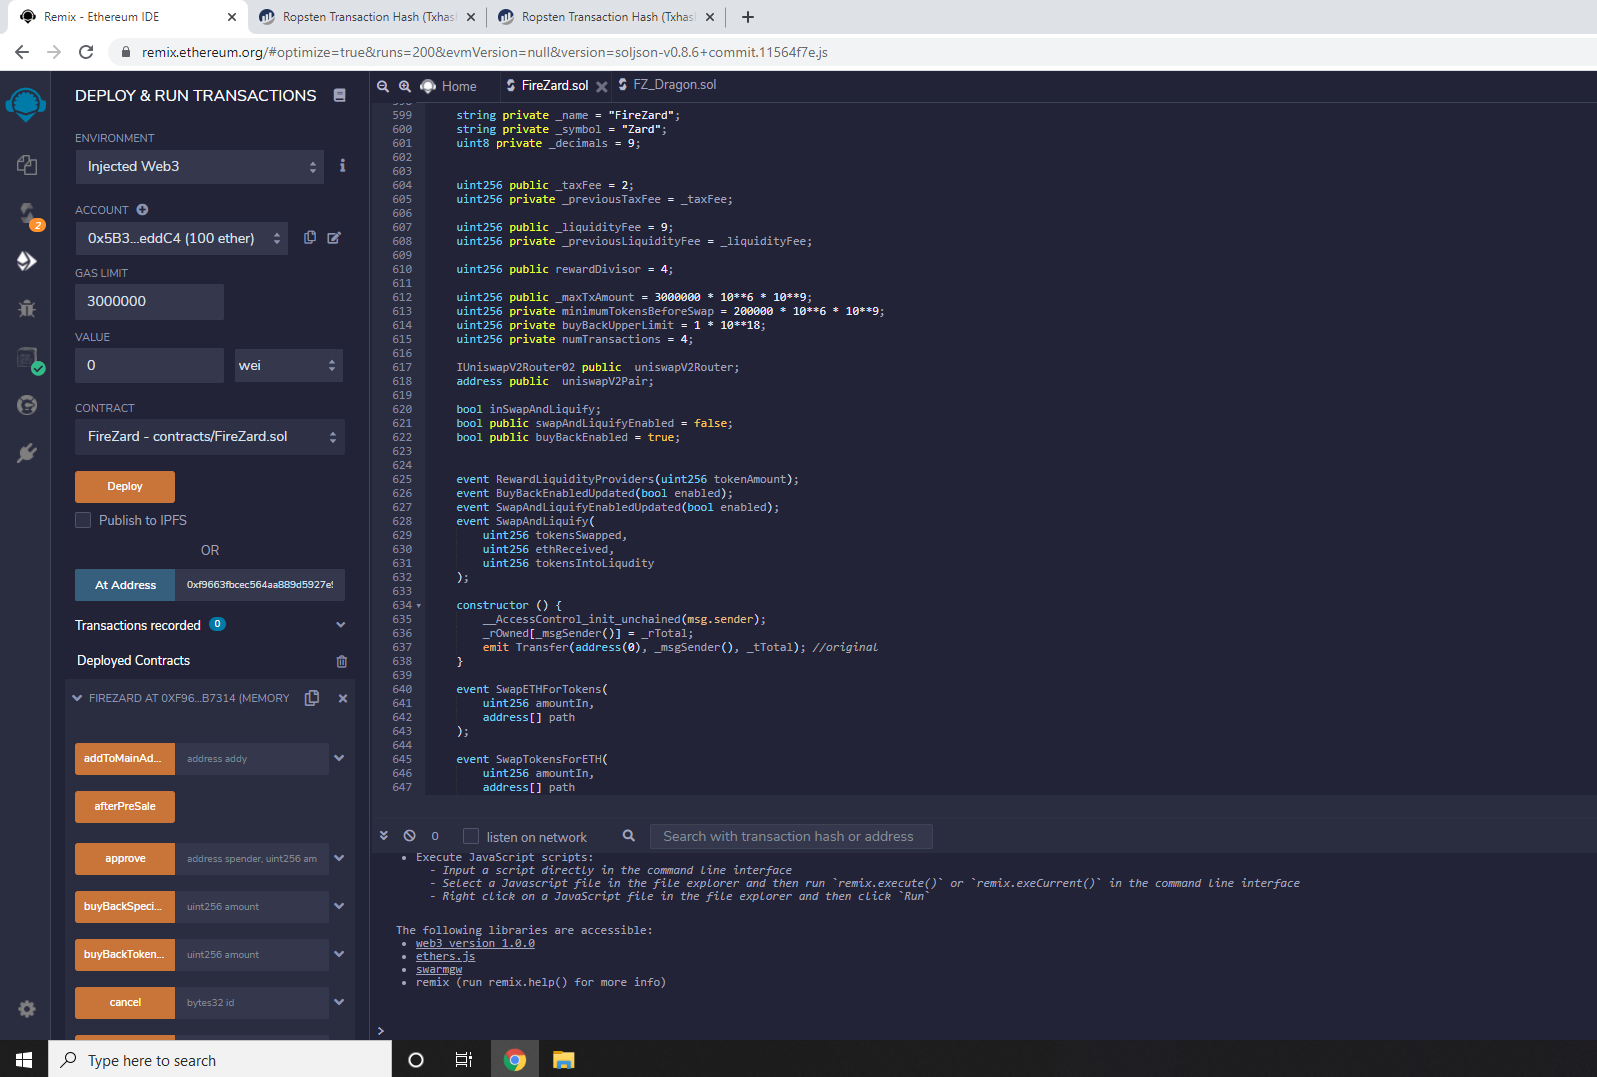 Remix - Ethereum IDE
Ropsten Transaction Hash (Txhas
Ropsten Transaction Hash (Txhas
remix.ethereum.org/#optimize=true&runs=200&evmVersion=null&version=soljson-v0.8.6+commit.11564f7e.js
DEPLOY & RUN TRANSACTIONS
ENVIRONMENT
Injected Web3
ACCOUNT
0x5B3...eddC4 (100 ether)
GAS LIMIT
3000000
VALUE
0
wei
CONTRACT
FireZard - contracts/FireZard.sol
Deploy
Publish to IPFS
OR
At Address
0xf9663fbcec564aa889d5927e!
Transactions recorded 0
Deployed Contracts
FIREZARD AT 0XF96...B7314 (MEMORY
addToMainAd... address addy
afterPreSale
approve address spender, uint256 am
buyBackSpeci... uint256 amount
buyBackToken... uint256 amount
cancel bytes32 id
2
Home
FireZard.sol
FZ_Dragon.sol
598
599 string private _name = "FireZard";
600 string private _symbol = "Zard";
601 uint8 private _decimals = 9;
602
603
604 uint256 public _taxFee = 2;
605 uint256 private _previousTaxFee = _taxFee;
606
607 uint256 public _liquidityFee = 9;
608 uint256 private _previousLiquidityFee = _liquidityFee;
609
610 uint256 public rewardDivisor = 4;
611
612 uint256 public _maxTxAmount = 3000000 * 10**6 * 10**9;
613 uint256 private minimumTokensBeforeSwap = 200000 * 10**6 * 10**9;
614 uint256 private buyBackUpperLimit = 1 * 10**18;
615 uint256 private numTransactions = 4;
616
617 IUniswapV2Router02 public uniswapV2Router;
618 address public uniswapV2Pair;
619
620 bool inSwapAndLiquify;
621 bool public swapAndLiquifyEnabled = false;
622 bool public buyBackEnabled = true;
623
624
625 event RewardLiquidityProviders(uint256 tokenAmount);
626 event BuyBackEnabledUpdated(bool enabled);
627 event SwapAndLiquifyEnabledUpdated(bool enabled);
628 event SwapAndLiquify(
629 uint256 tokensSwapped,
630 uint256 ethReceived,
631 uint256 tokensIntoLiqudity
632 );
633
634 constructor () {
635 __AccessControl_init_unchained(msg.sender);
636 _rOwned[_msgSender()] = _rTotal;
637 emit Transfer(address(0), _msgSender(), _tTotal); //original
638 }
639
640 event SwapETHForTokens(
641 uint256 amountIn,
642 address[] path
643 );
644
645 event SwapTokensForETH(
646 uint256 amountIn,
647 address[] path
0
listen on network
Search with transaction hash or address
• Execute JavaScript scripts:
- Input a script directly in the command line interface
- Select a Javascript file in the file explorer and then run `remix.execute()` or `remix.exeCurrent()` in the command line interface
- Right click on a JavaScript file in the file explorer and then click `Run`
The following libraries are accessible:
• web3 version 1.0.0
• ethers.js
• swarmgw
• remix (run remix.help() for more info)
>
Type here to search